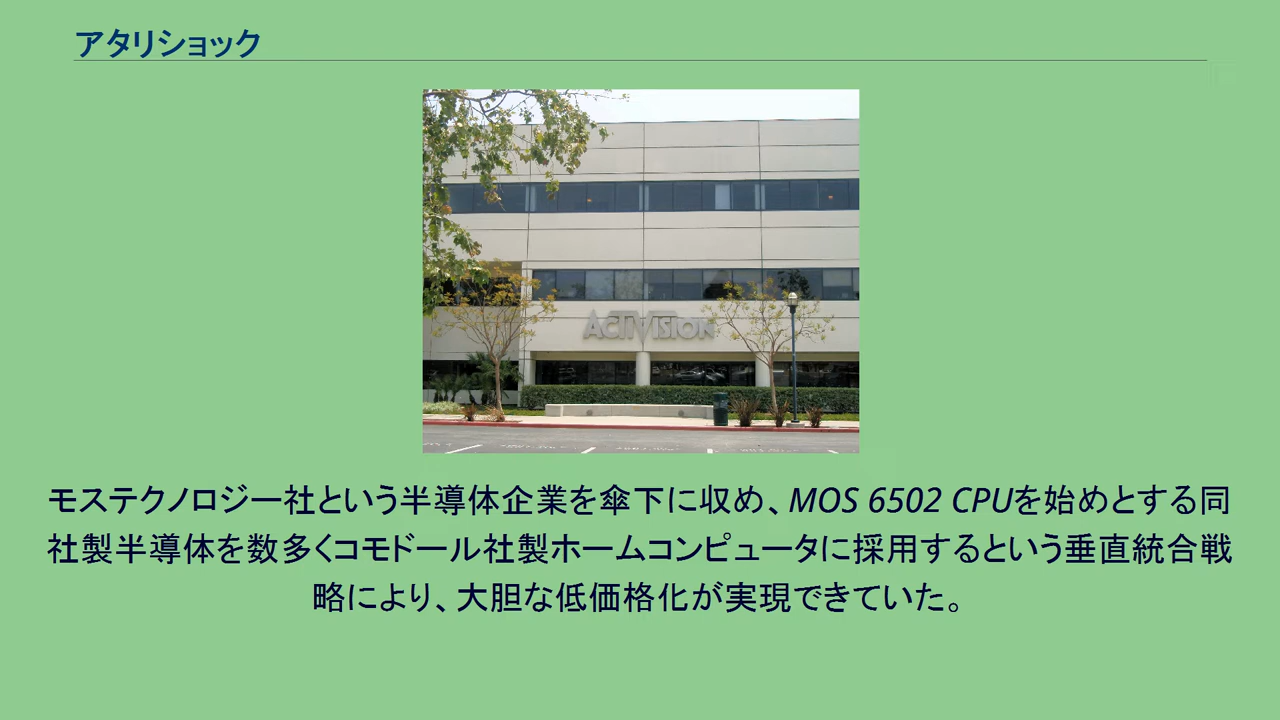 アタリショック
ACTIVISION
モステクノロジー社という半導体企業を傘下に収め、MOS 6502 CPUを始めとする同
社製半導体を数多くコモドール社製ホームコンピュータに採用するという垂直統合戦
略により、大胆な低価格化が実現できていた。